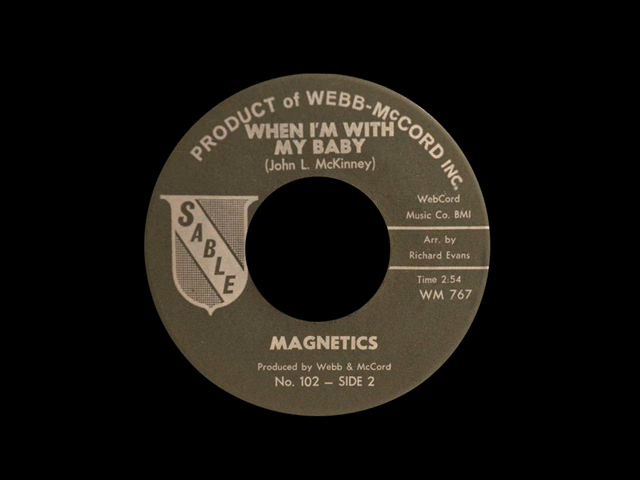 PRODUCT of WEBB-McCORD INC.
WHEN I'M WITH
MY BABY
(John L. McKinney)
SABLE
WebCord
Music Co. BMI
Arr. by
Richard Evans
Time 2:54
WM 767
MAGNETICS
Produced by Webb & McCord
No. 102 – SIDE 2